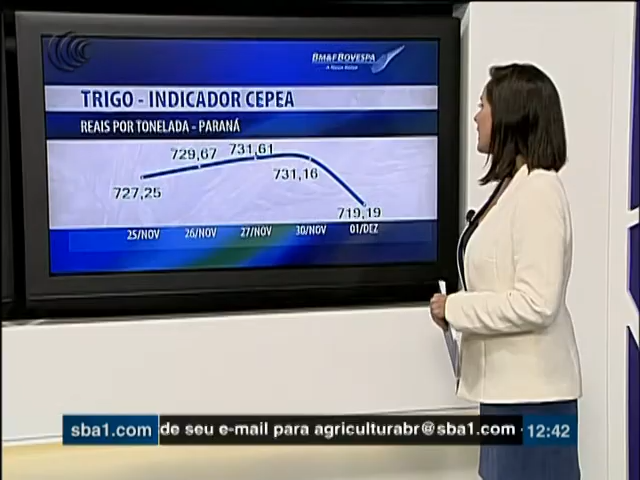 BM&FBOVESPA
A Nova Bolsa
TRIGO - INDICADOR CEPEA
REAIS POR TONELADA - PARANÁ
727,25
729,67
731,61
731,16
719,19
25/NOV 26/NOV 27/NOV 30/NOV 01/DEZ
sba1.com de seu e-mail para agriculturabr@sba1.com 12:42